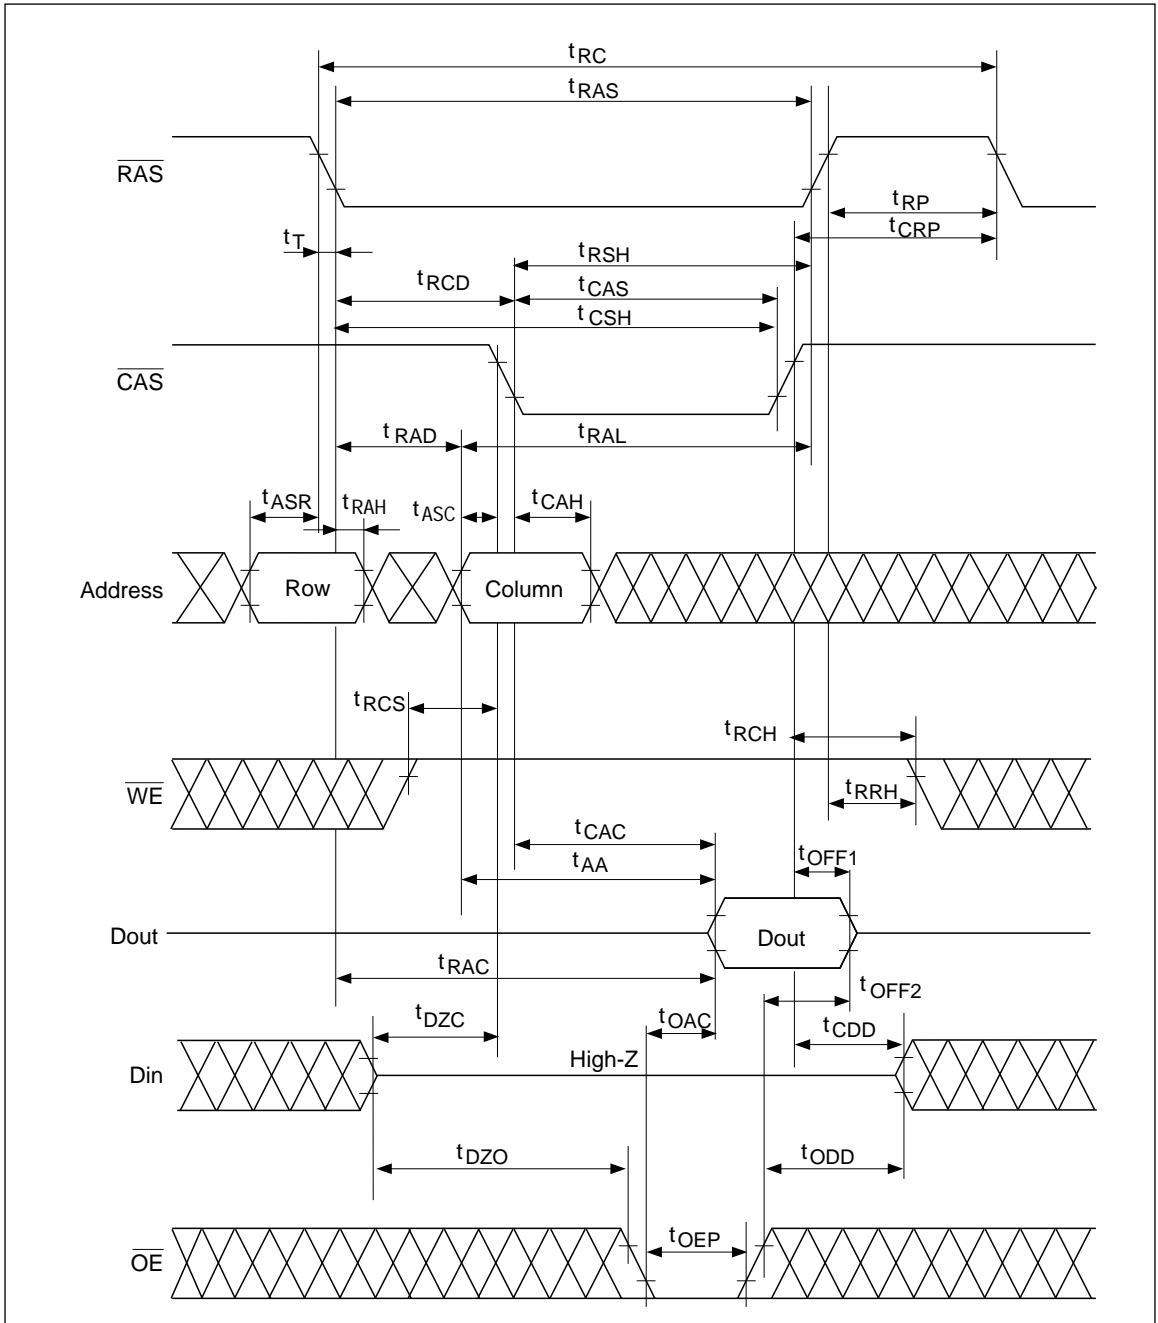 tRC
tRAS
RAS
tRP
tCRP
tT
tRSH
tRCD
tCAS
tCSH
CAS
tRAD
tRAL
tASR
tRAH
tASC
tCAH
Address
Row
Column
tRCS
tRCH
WE
tRRH
tCAC
tOFF1
tAA
Dout
Dout
tRAC
tOFF2
tDZC
tOAC
tCDD
High-Z
Din
tDZO
tODD
tOEP
OE